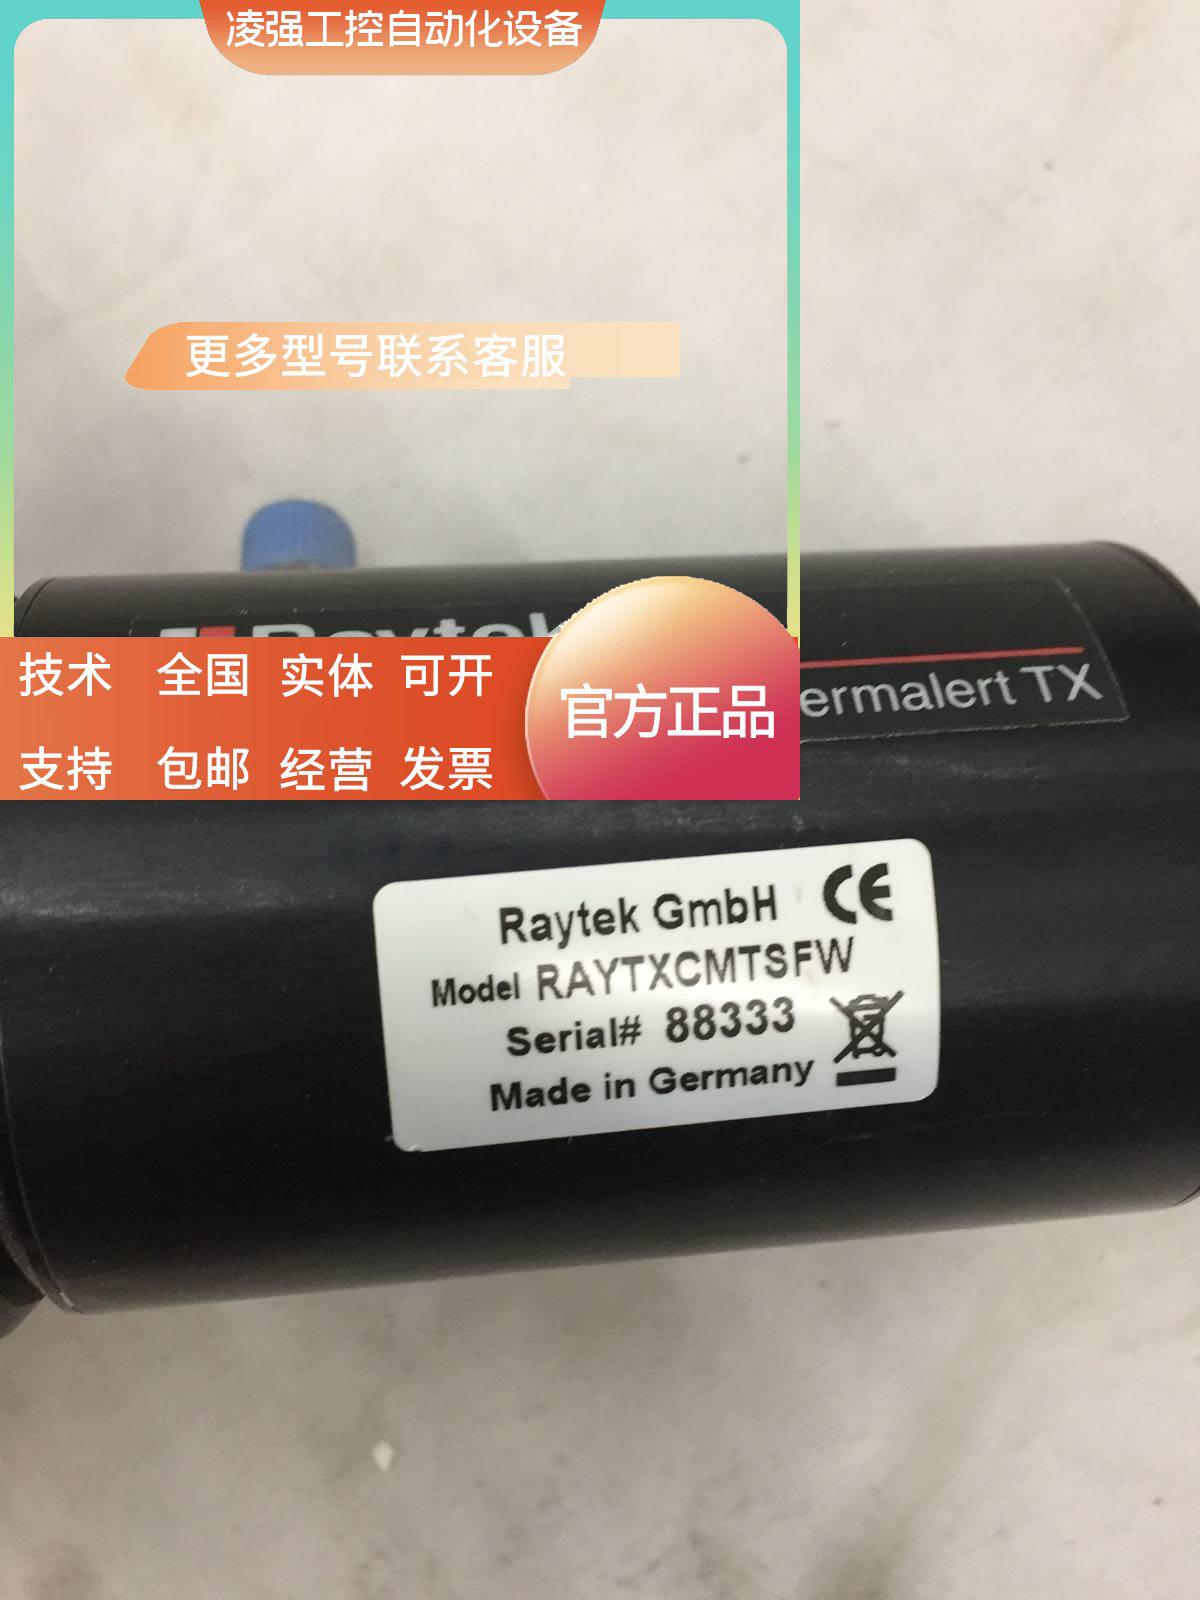 凌强工控自动化设备
更多型号联系客服
Raytek
技术 全国 实体 可开
支持 包邮 经营 发票
官方正品
ermalert TX
Raytek GmbH CE
Model RAYTXCMTSFW
Serial# 88333
Made in Germany